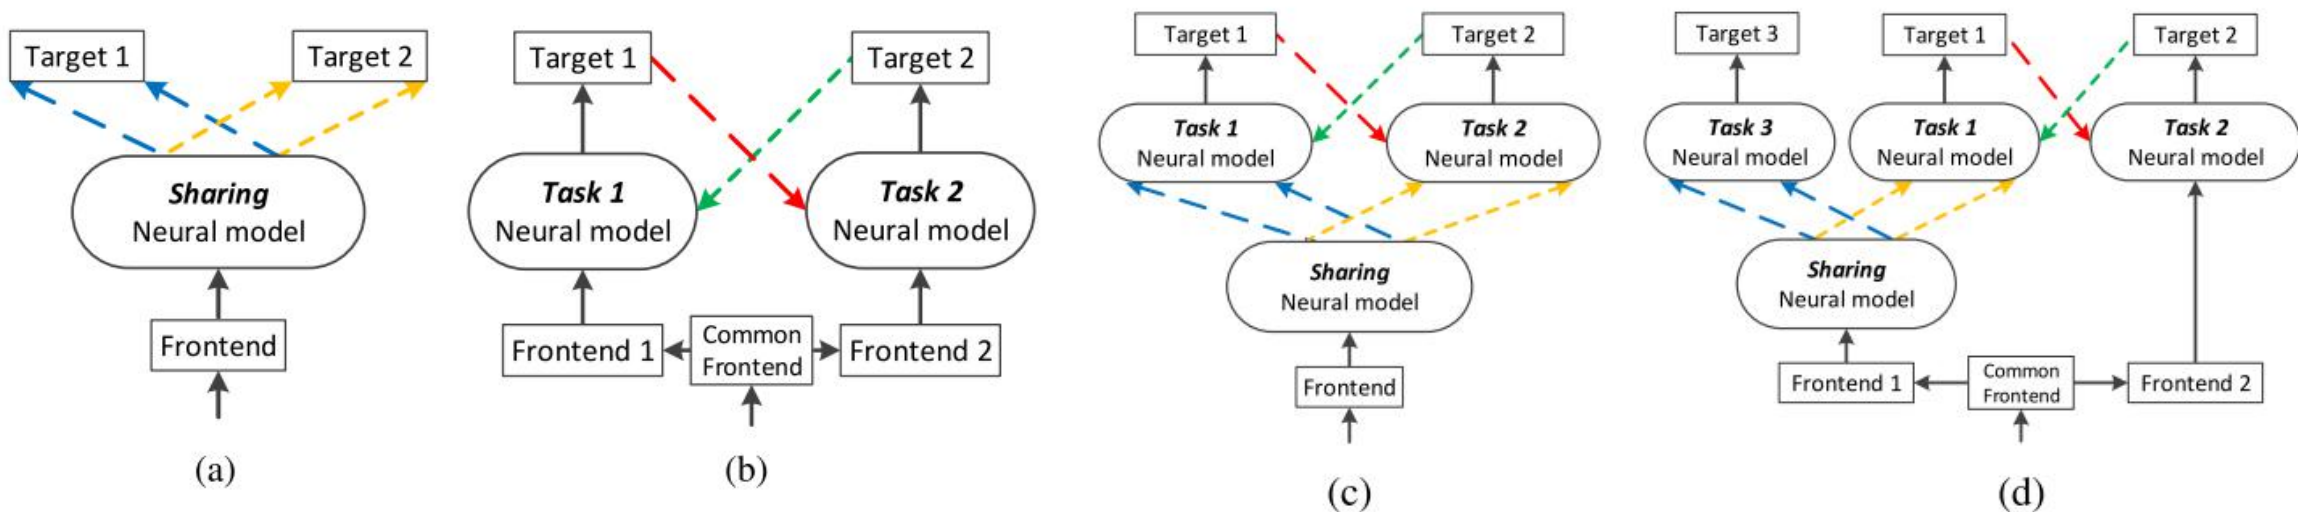 Target 1
Target 2
Sharing
Neural model
Frontend
(a)
Target 1
Target 2
Task 1
Neural model
Task 2
Neural model
Frontend 1
Common
Frontend
Frontend 2
(b)
Target 1
Target 2
Task 1
Neural model
Task 2
Neural model
Sharing
Neural model
Frontend
(c)
Target 3
Target 1
Target 2
Task 3
Neural model
Task 1
Neural model
Task 2
Neural model
Sharing
Neural model
Frontend 1
Common
Frontend
Frontend 2
(d)